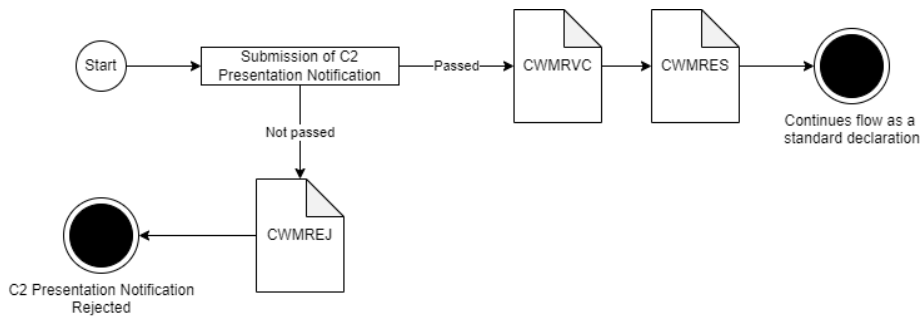 Start
Submission of C2
Presentation Notification
Passed
CWMRVC
CWMRES
Continues flow as a
standard declaration
Not passed
CWMREJ
C2 Presentation Notification
Rejected